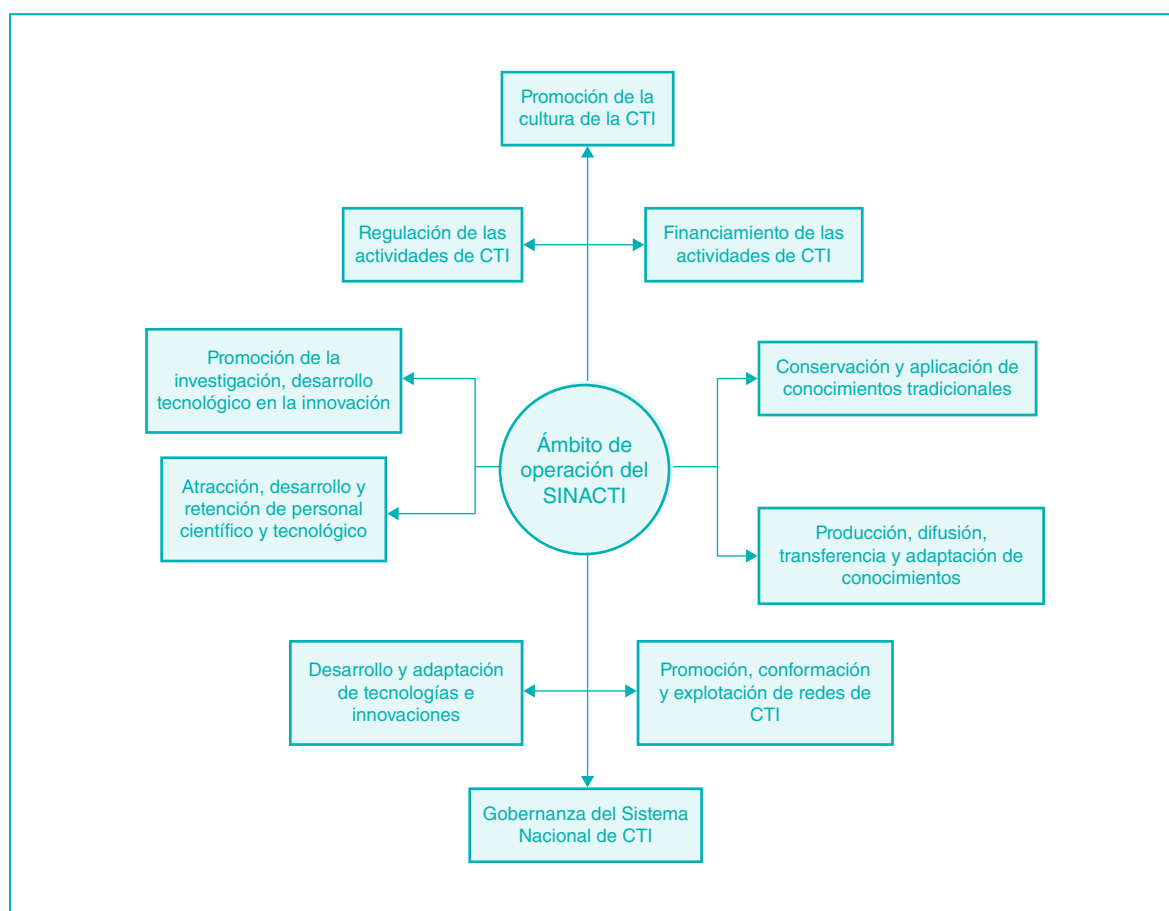 Promoción de la
cultura de la CTI
Regulación de las
actividades de CTI
Financiamiento de las
actividades de CTI
Promoción de la
investigación, desarrollo
tecnológico en la innovación
Conservación y aplicación de
conocimientos tradicionales
Ámbito de
operación del
SINACTI
Atracción, desarrollo y
retención de personal
científico y tecnológico
Producción, difusión,
transferencia y adaptación de
conocimientos
Desarrollo y adaptación
de tecnologías e
innovaciones
Promoción, conformación
y explotación de redes de
CTI
Gobernanza del Sistema
Nacional de CTI